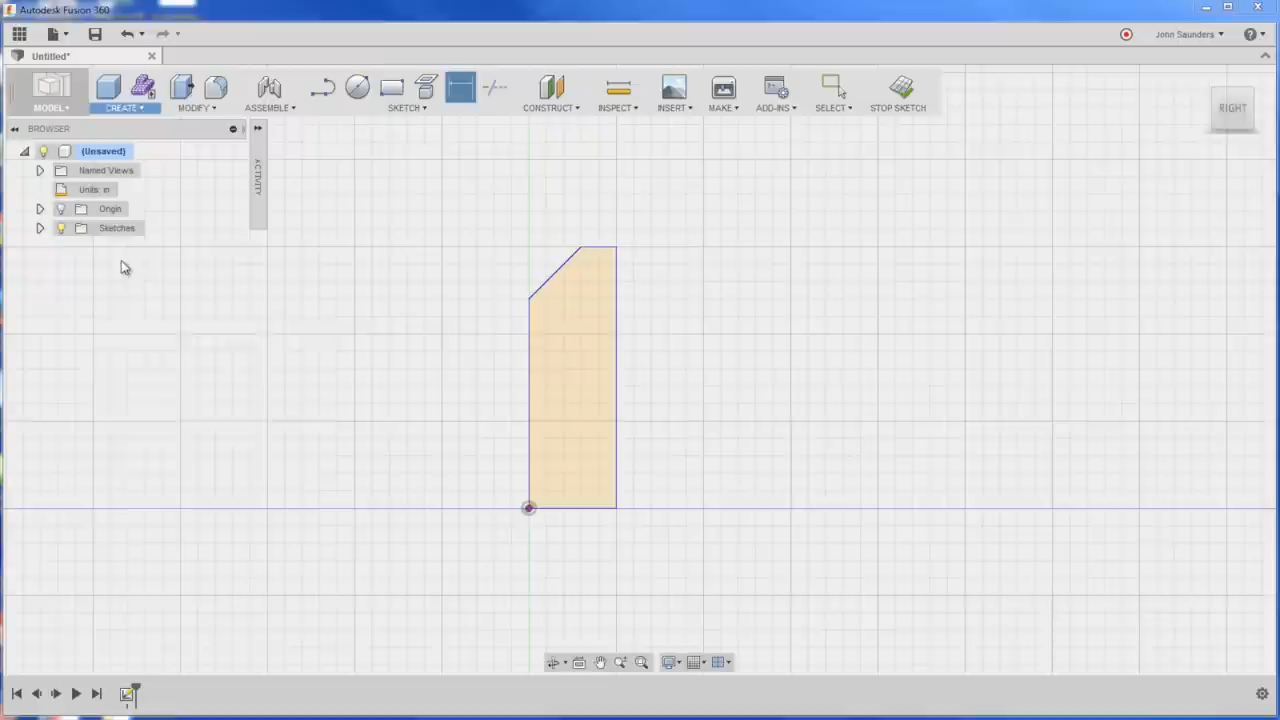 Autodesk Fusion 360
John Saunders
Untitled*
MODEL
CREATE
MODIFY
ASSEMBLE
SKETCH
CONSTRUCT
INSPECT
INSERT
MAKE
ADD-INS
SELECT
STOP SKETCH
RIGHT
BROWSER
ACTIVITY
(Unsaved)
Named Views
Units: in
Origin
Sketches